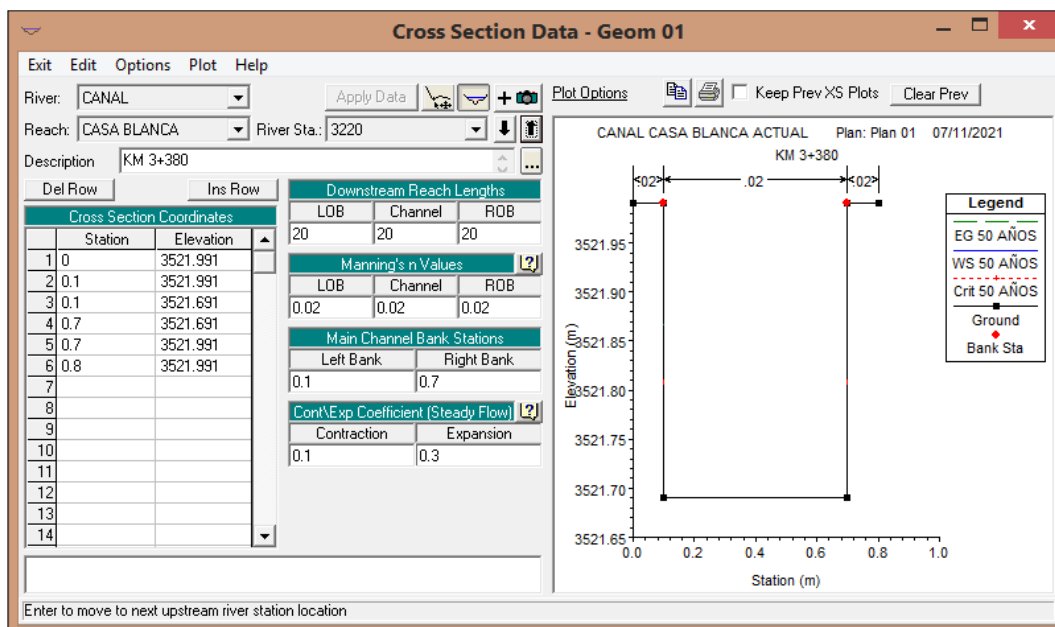 Cross Section Data - Geom 01
Exit Edit Options Plot Help
River: CANAL Apply Data Plot Options Keep Prev XS Plots Clear Prev
Reach: CASA BLANCA River Sta.: 3220
Description KM 3+380 ...
Del Row Ins Row
Cross Section Coordinates
Station Elevation
1 0 3521.991
2 0.1 3521.991
3 0.1 3521.691
4 0.7 3521.691
5 0.7 3521.991
6 0.8 3521.991
7
8
9
10
11
12
13
14
Downstream Reach Lengths
LOB Channel ROB
20 20 20
Manning's n Values
LOB Channel ROB
0.02 0.02 0.02
Main Channel Bank Stations
Left Bank Right Bank
0.1 0.7
Cont\Exp Coefficient (Steady Flow)
Contraction Expansion
0.1 0.3
CANAL CASA BLANCA ACTUAL Plan: Plan 01 07/11/2021
KM 3+380
.02 .02 .02
3521.95
3521.90
3521.85
3521.80
3521.75
3521.70
3521.65
Elevation (m)
0.0 0.2 0.4 0.6 0.8 1.0
Station (m)
Legend
EG 50 AÑOS
WS 50 AÑOS
Crit 50 AÑOS
Ground
Bank Sta
Enter to move to next upstream river station location